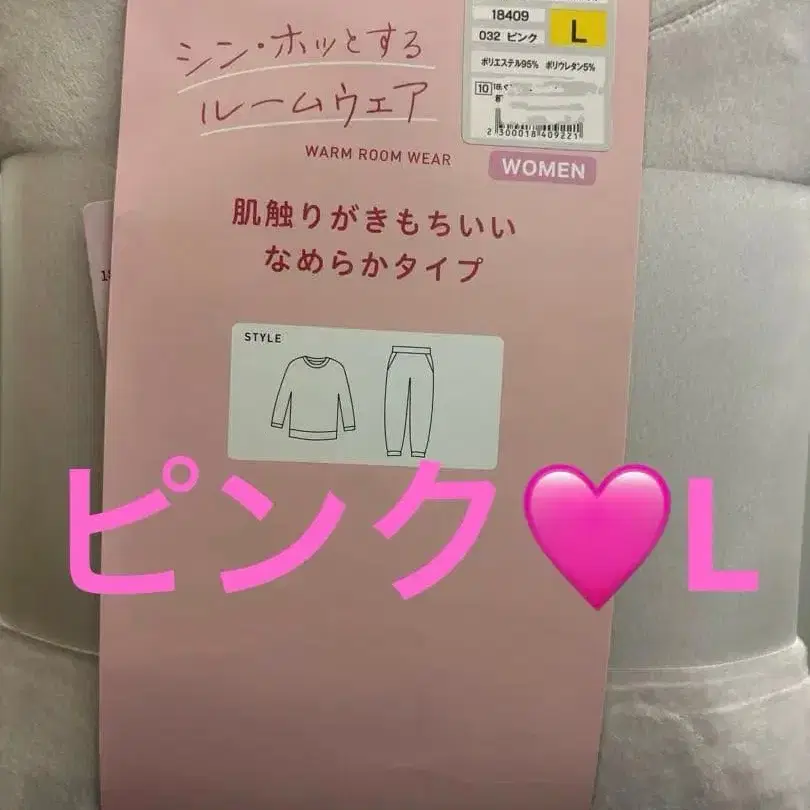 18409
L
032 ピンク
ポリエステル95% ポリウレタン5%
10
2300018409221
シン・ホッとする
ルームウェア
WARM ROOM WEAR
WOMEN
肌触りがきもちいい
なめらかタイプ
STYLE
ピンク🩷L